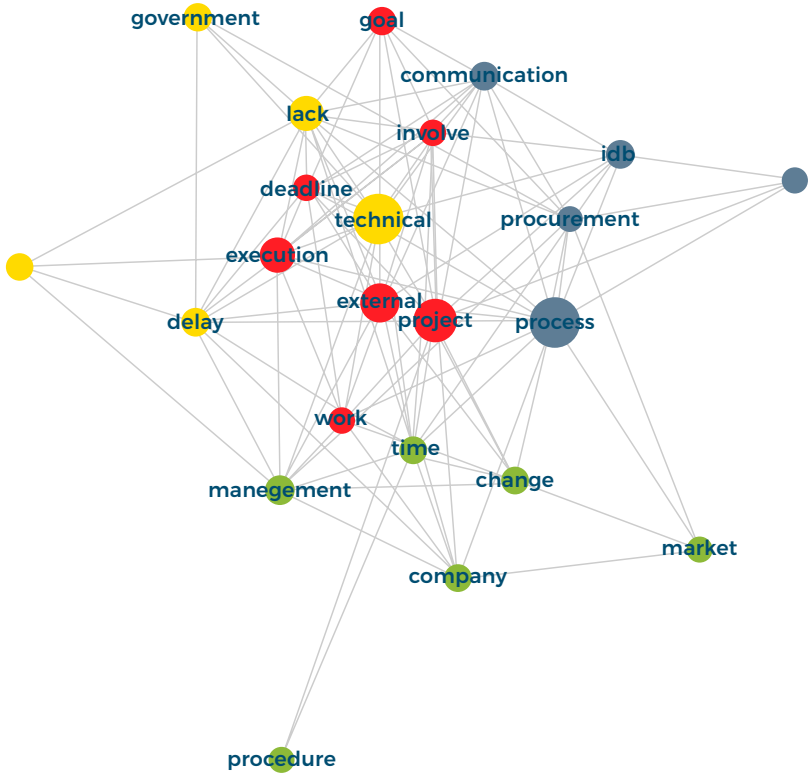 government
goal
communication
lack
involve
idb
deadline
technical
procurement
execution
external
project
process
delay
work
time
manegement
change
market
company
procedure